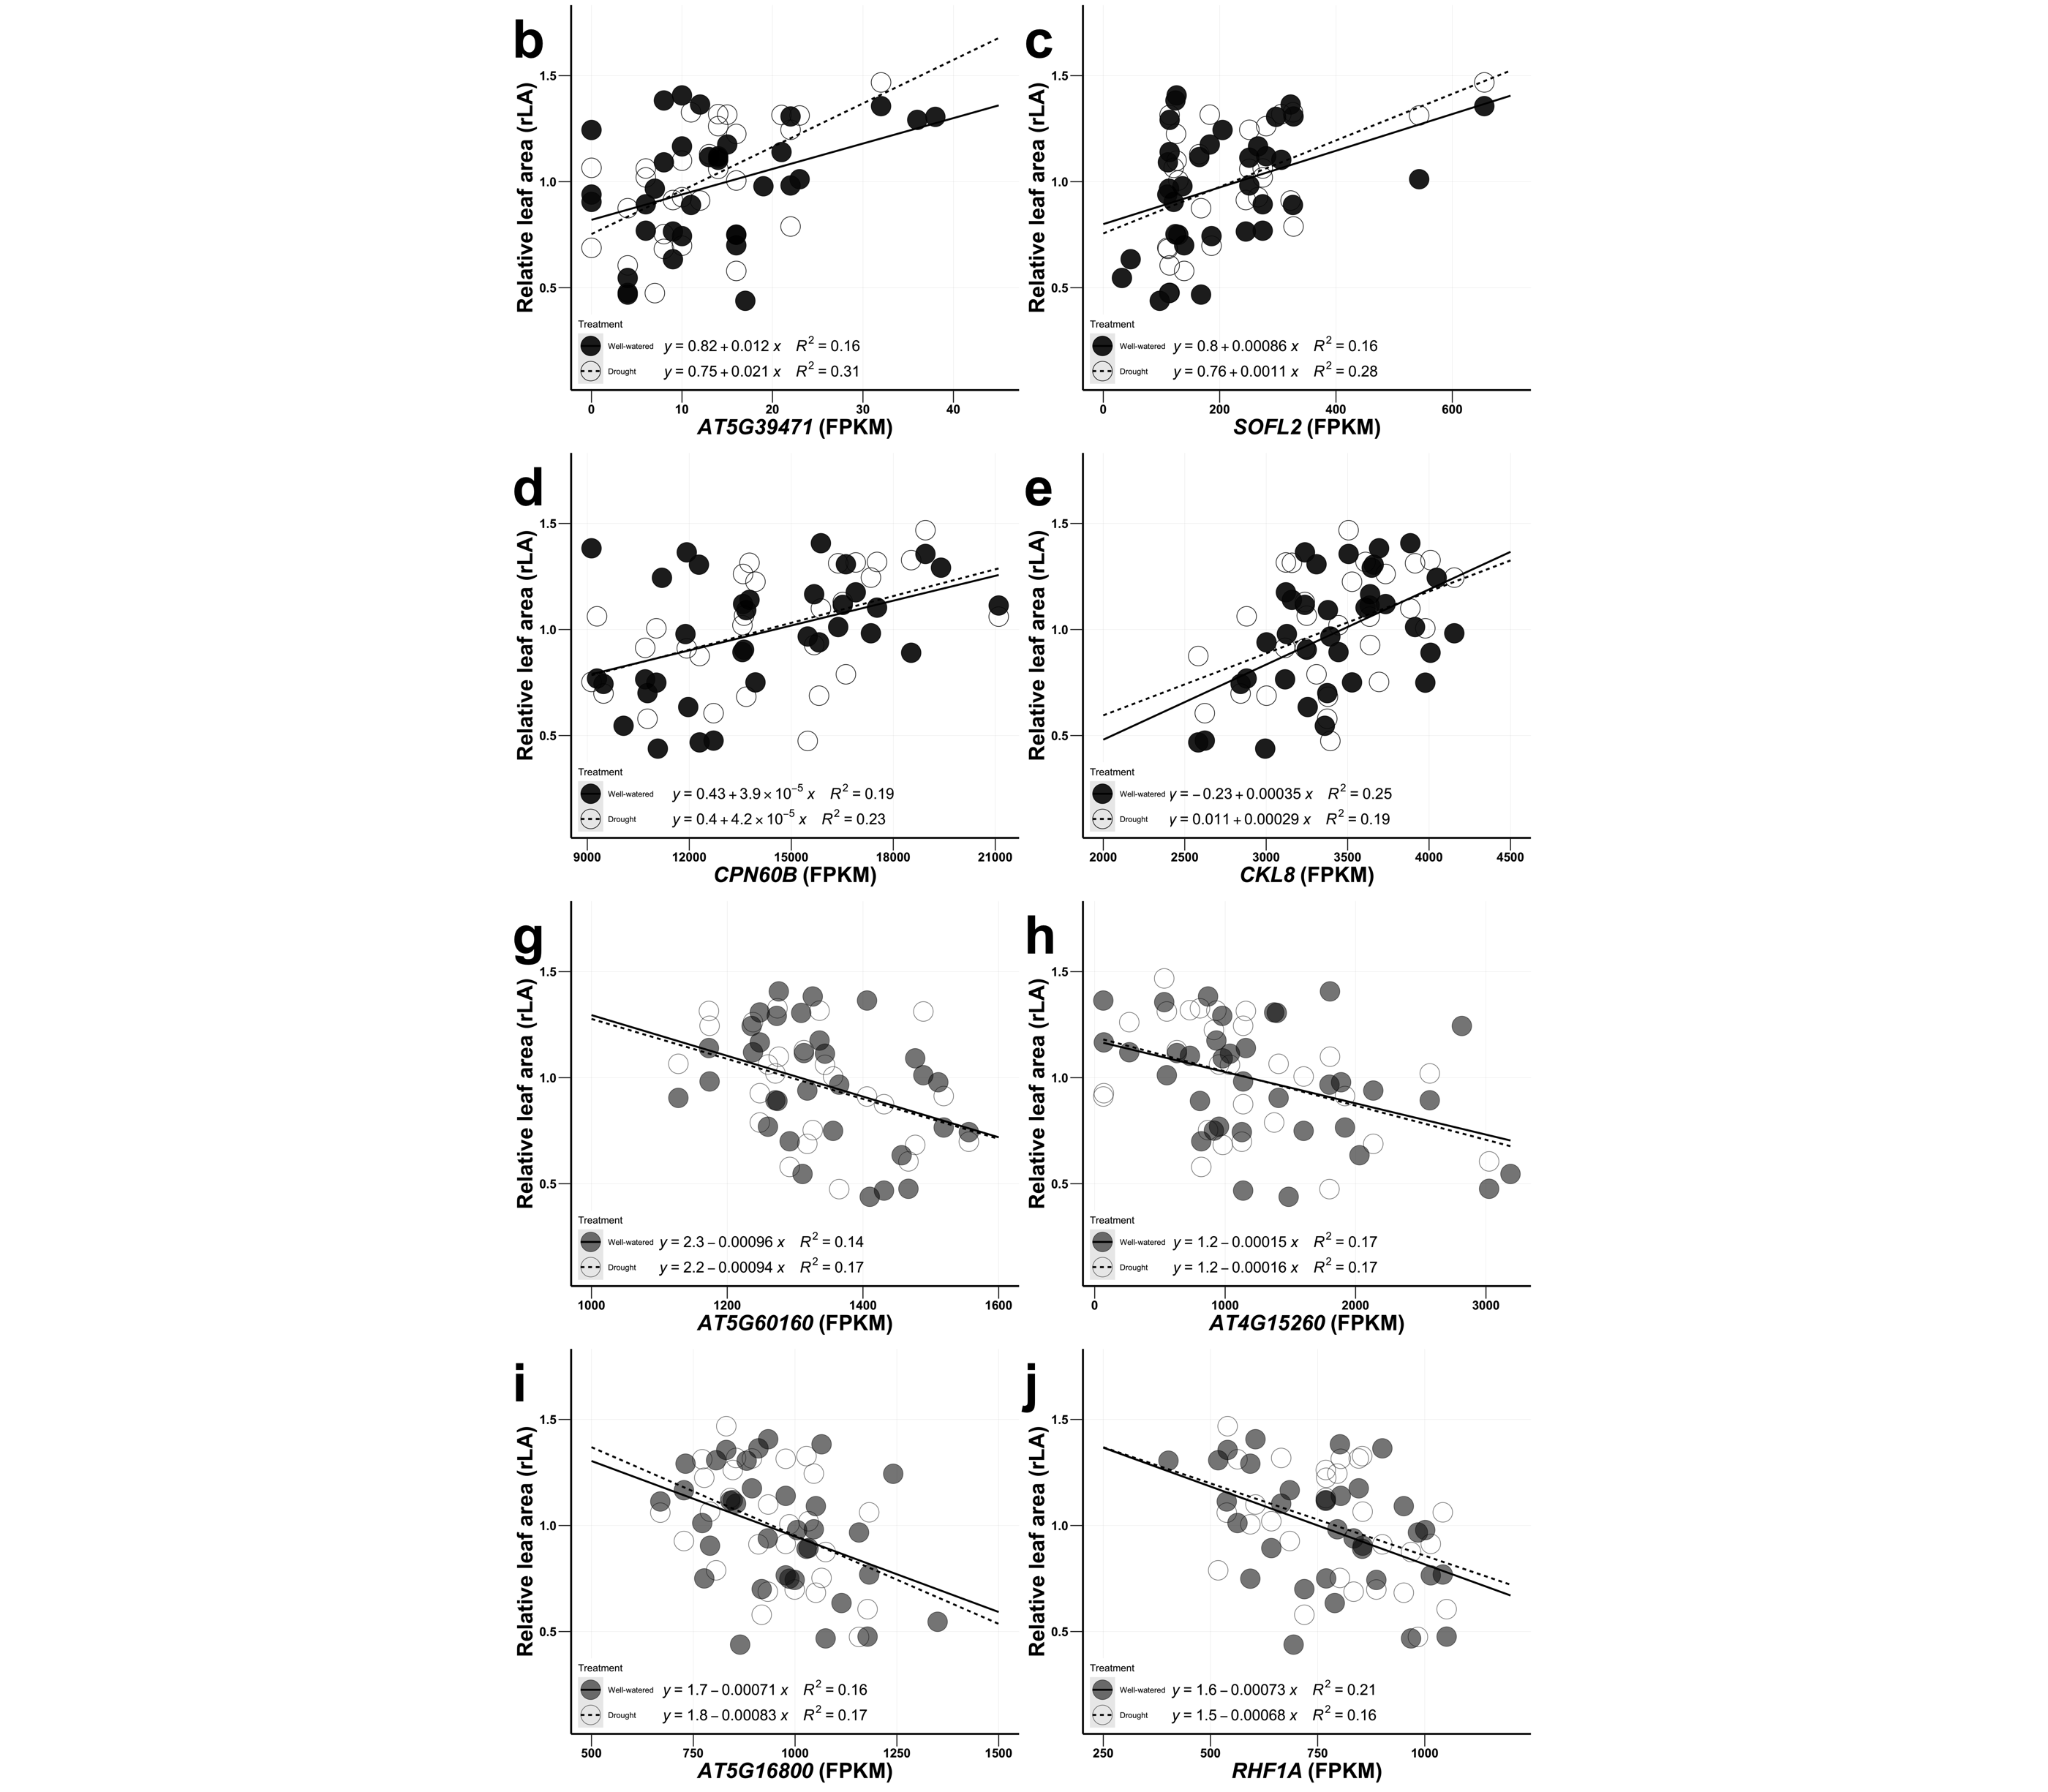 b
Relative leaf area (rLA)
1.5
1.0
0.5
Treatment
Well-watered y = 0.82 + 0.012 x R² = 0.16
Drought y = 0.75 + 0.021 x R² = 0.31
0 10 20 30 40
AT5G39471 (FPKM)
c
Relative leaf area (rLA)
1.5
1.0
0.5
Treatment
Well-watered y = 0.8 + 0.00086 x R² = 0.16
Drought y = 0.76 + 0.0011 x R² = 0.28
0 200 400 600
SOFL2 (FPKM)
d
Relative leaf area (rLA)
1.5
1.0
0.5
Treatment
Well-watered y = 0.43 + 3.9 × 10⁻⁵ x R² = 0.19
Drought y = 0.4 + 4.2 × 10⁻⁵ x R² = 0.23
9000 12000 15000 18000 21000
CPN60B (FPKM)
e
Relative leaf area (rLA)
1.5
1.0
0.5
Treatment
Well-watered y = − 0.23 + 0.00035 x R² = 0.25
Drought y = 0.011 + 0.00029 x R² = 0.19
2000 2500 3000 3500 4000 4500
CKL8 (FPKM)
g
Relative leaf area (rLA)
1.5
1.0
0.5
Treatment
Well-watered y = 2.3 − 0.00096 x R² = 0.14
Drought y = 2.2 − 0.00094 x R² = 0.17
1000 1200 1400 1600
AT5G60160 (FPKM)
h
Relative leaf area (rLA)
1.5
1.0
0.5
Treatment
Well-watered y = 1.2 − 0.00015 x R² = 0.17
Drought y = 1.2 − 0.00016 x R² = 0.17
0 1000 2000 3000
AT4G15260 (FPKM)
i
Relative leaf area (rLA)
1.5
1.0
0.5
Treatment
Well-watered y = 1.7 − 0.00071 x R² = 0.16
Drought y = 1.8 − 0.00083 x R² = 0.17
500 750 1000 1250 1500
AT5G16800 (FPKM)
j
Relative leaf area (rLA)
1.5
1.0
0.5
Treatment
Well-watered y = 1.6 − 0.00073 x R² = 0.21
Drought y = 1.5 − 0.00068 x R² = 0.16
250 500 750 1000
RHF1A (FPKM)